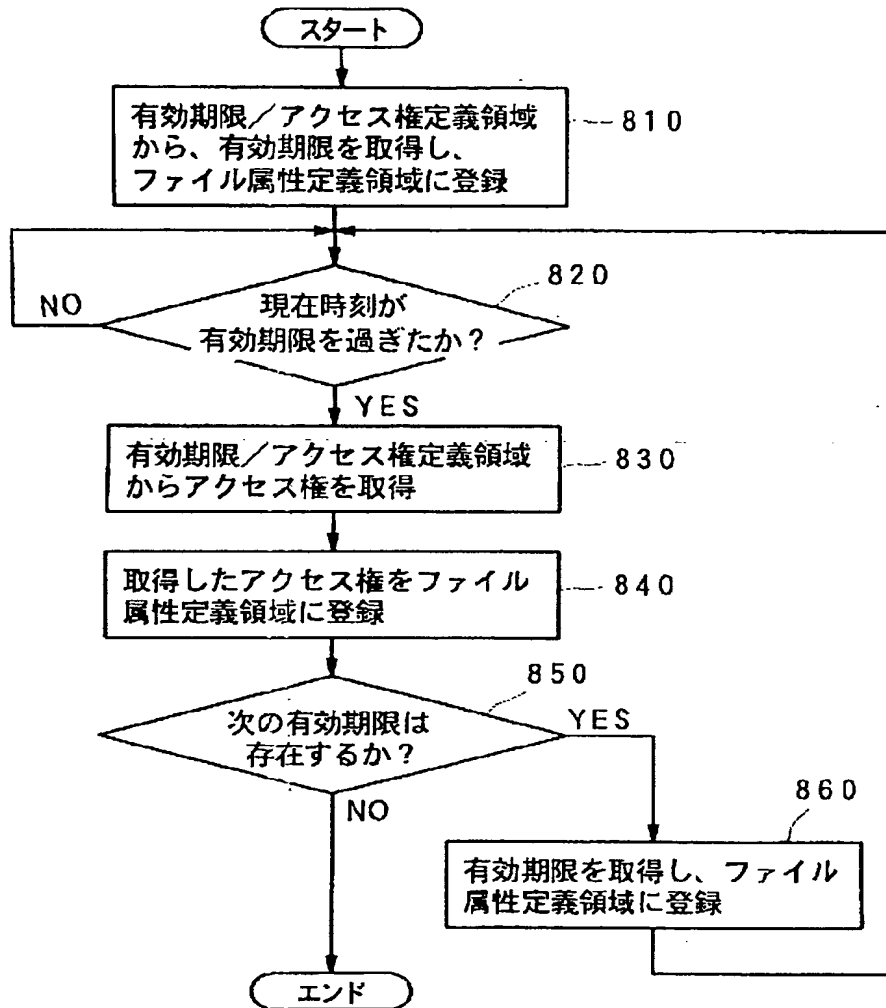 スタート
有効期限／アクセス権定義領域
から、有効期限を取得し、
ファイル属性定義領域に登録
810
820
現在時刻が
有効期限を過ぎたか？
NO
YES
有効期限／アクセス権定義領域
からアクセス権を取得
830
取得したアクセス権をファイル
属性定義領域に登録
840
850
次の有効期限は
存在するか？
YES
NO
860
有効期限を取得し、ファイル
属性定義領域に登録
エンド